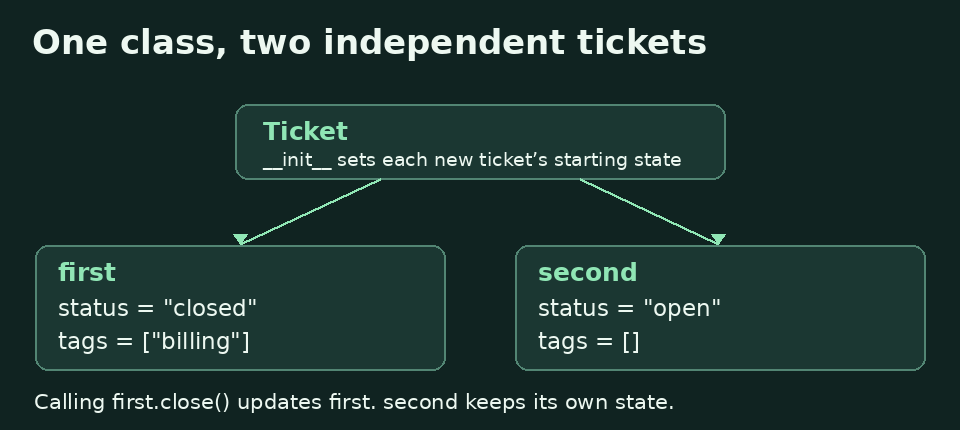 One class, two independent tickets
Ticket
__init__ sets each new ticket’s starting state
first
status = "closed"
tags = ["billing"]
second
status = "open"
tags = []
Calling first.close() updates first. second keeps its own state.